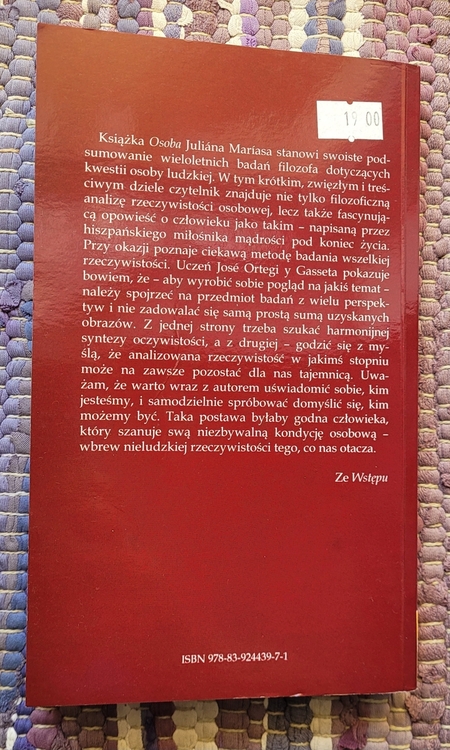 19 00
Książka Osoba Juliána Mariasa stanowi swoiste pod-
sumowanie wieloletnich badań filozofa dotyczących
kwestii osoby ludzkiej. W tym krótkim, zwięzłym i treś-
ciwym dziele czytelnik znajduje nie tylko filozoficzną
analizę rzeczywistości osobowej, lecz także fascynują-
cą opowieść o człowieku jako takim – napisaną przez
hiszpańskiego miłośnika mądrości pod koniec życia.
Przy okazji poznaje ciekawą metodę badania wszelkiej
rzeczywistości. Uczeń José Ortegi y Gasseta pokazuje
bowiem, że – aby wyrobić sobie pogląd na jakiś temat –
należy spojrzeć na przedmiot badań z wielu perspek-
tyw i nie zadowalać się samą prostą sumą uzyskanych
obrazów. Z jednej strony trzeba szukać harmonijnej
syntezy oczywistości, a z drugiej – godzić się z my-
ślą, że analizowana rzeczywistość w jakimś stopniu
może na zawsze pozostać dla nas tajemnicą. Uwa-
żam, że warto wraz z autorem uświadomić sobie, kim
jesteśmy, i samodzielnie spróbować domyślić się, kim
możemy być. Taka postawa byłaby godna człowieka,
który szanuje swą niezbywalną kondycję osobową –
wbrew nieludzkiej rzeczywistości tego, co nas otacza.
Ze Wstępu
ISBN 978-83-924439-7-1